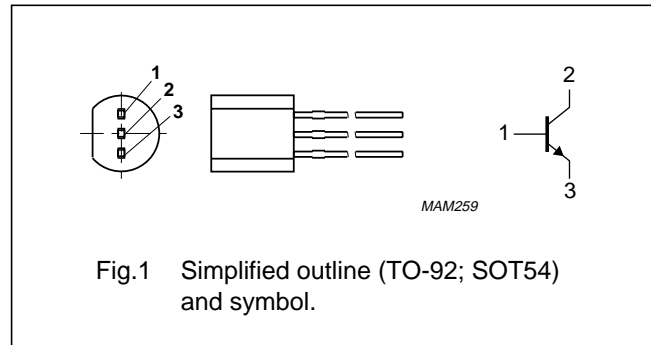 1
2
3
2
1
3
MAM259
Fig.1 Simplified outline (TO-92; SOT54)
and symbol.